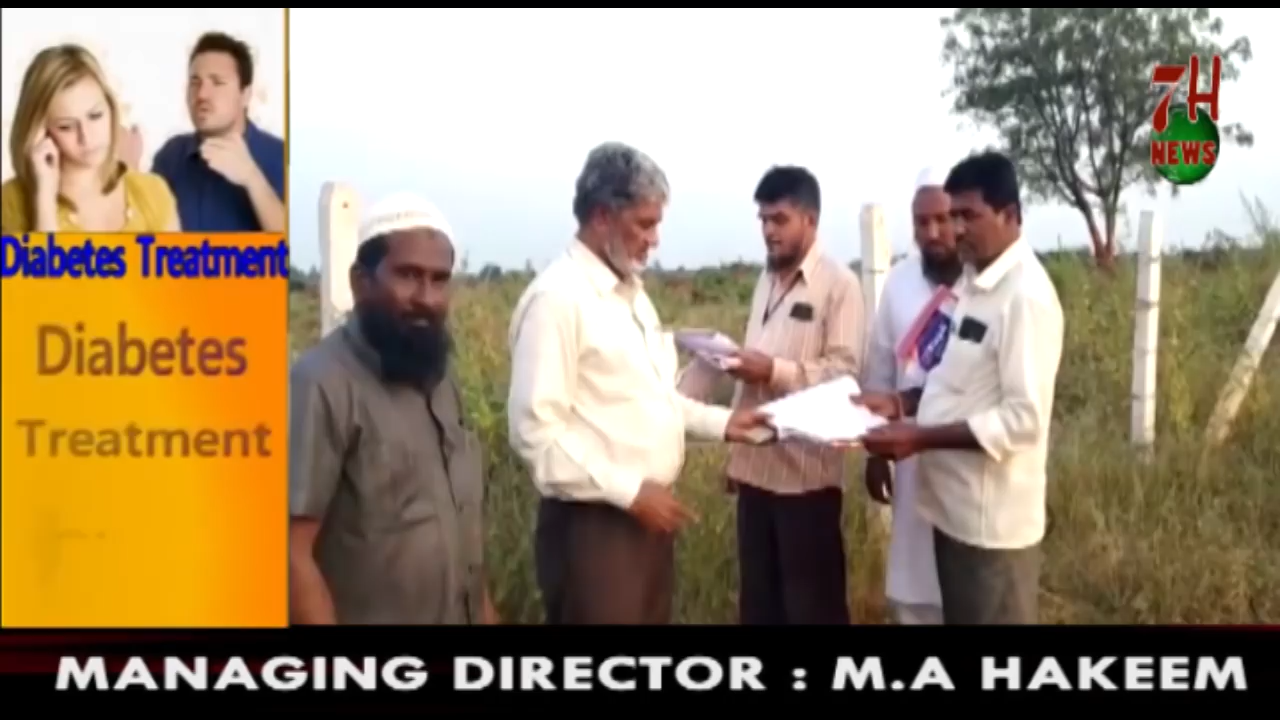 Diabetes Treatment
Diabetes
Treatment
7H
NEWS
MANAGING DIRECTOR : M.A HAKEEM